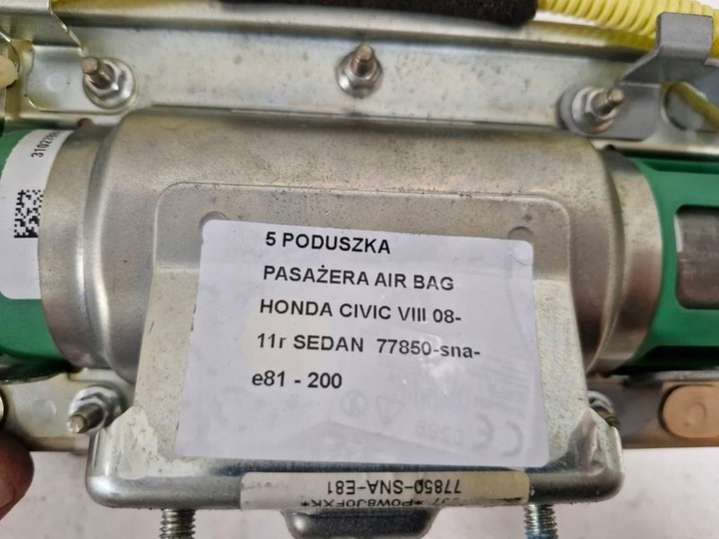 5 PODUSZKA
PASAŻERA AIR BAG
HONDA CIVIC VIII 08-
11r SEDAN 77850-sna-
e81 - 200
77850-SNA-E81